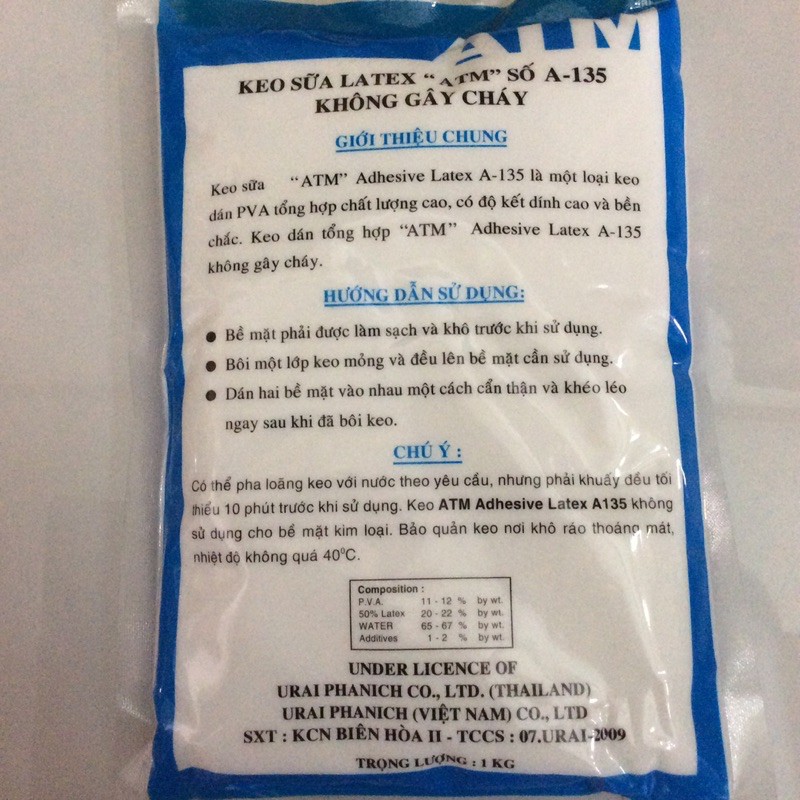 ATM
KEO SỮA LATEX “ATM” SỐ A-135
KHÔNG GÂY CHÁY
GIỚI THIỆU CHUNG
Keo sữa “ATM” Adhesive Latex A-135 là một loại keo
dán PVA tổng hợp chất lượng cao, có độ kết dính cao và bền
chắc. Keo dán tổng hợp “ATM” Adhesive Latex A-135
không gây cháy.
HƯỚNG DẪN SỬ DỤNG:
● Bề mặt phải được làm sạch và khô trước khi sử dụng.
● Bôi một lớp keo mỏng và đều lên bề mặt cần sử dụng.
● Dán hai bề mặt vào nhau một cách cẩn thận và khéo léo
ngay sau khi đã bôi keo.
CHÚ Ý :
Có thể pha loãng keo với nước theo yêu cầu, nhưng phải khuấy đều tối
thiểu 10 phút trước khi sử dụng. Keo ATM Adhesive Latex A135 không
sử dụng cho bề mặt kim loại. Bảo quản keo nơi khô ráo thoáng mát,
nhiệt độ không quá 40⁰C.
Composition :
P.V.A. 11 - 12 % by wt.
50% Latex 20 - 22 % by wt.
WATER 65 - 67 % by wt.
Additives 1 - 2 % by wt.
UNDER LICENCE OF
URAI PHANICH CO., LTD. (THAILAND)
URAI PHANICH (VIỆT NAM) CO., LTD
SXT : KCN BIÊN HÒA II - TCCS : 07.URAI-2009
TRỌNG LƯỢNG : 1 KG